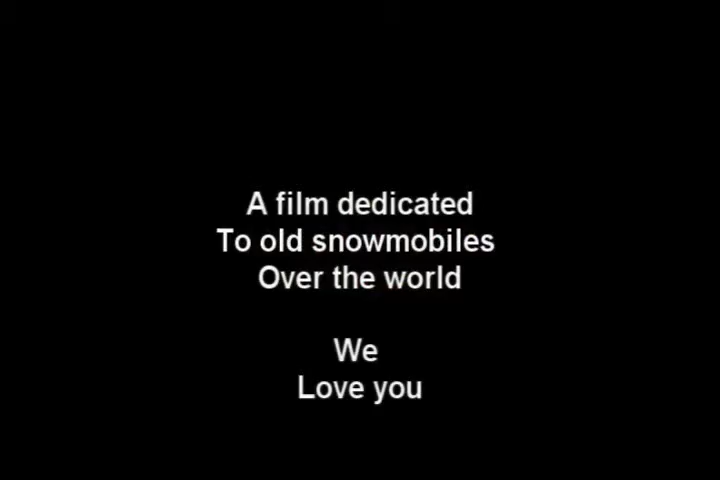 A film dedicated
To old snowmobiles
Over the world
We
Love you